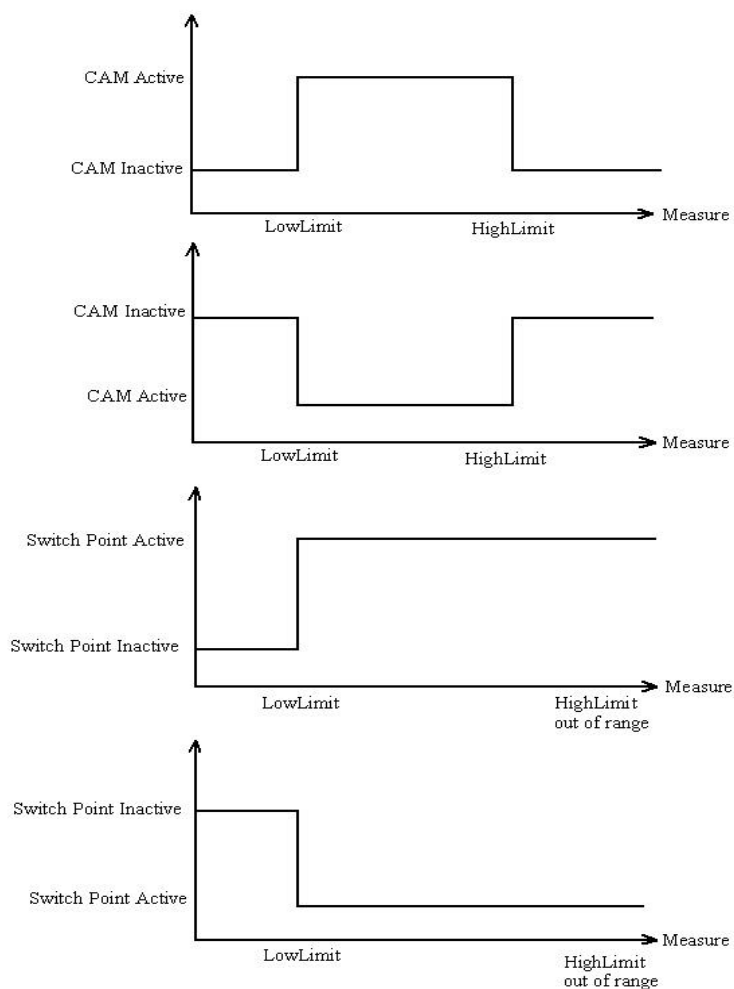 CAM Active
CAM Inactive
Measure
LowLimit
HighLimit
CAM Inactive
CAM Active
Measure
LowLimit
HighLimit
Switch Point Active
Switch Point Inactive
Measure
LowLimit
HighLimit
out of range
Switch Point Inactive
Switch Point Active
Measure
LowLimit
HighLimit
out of range